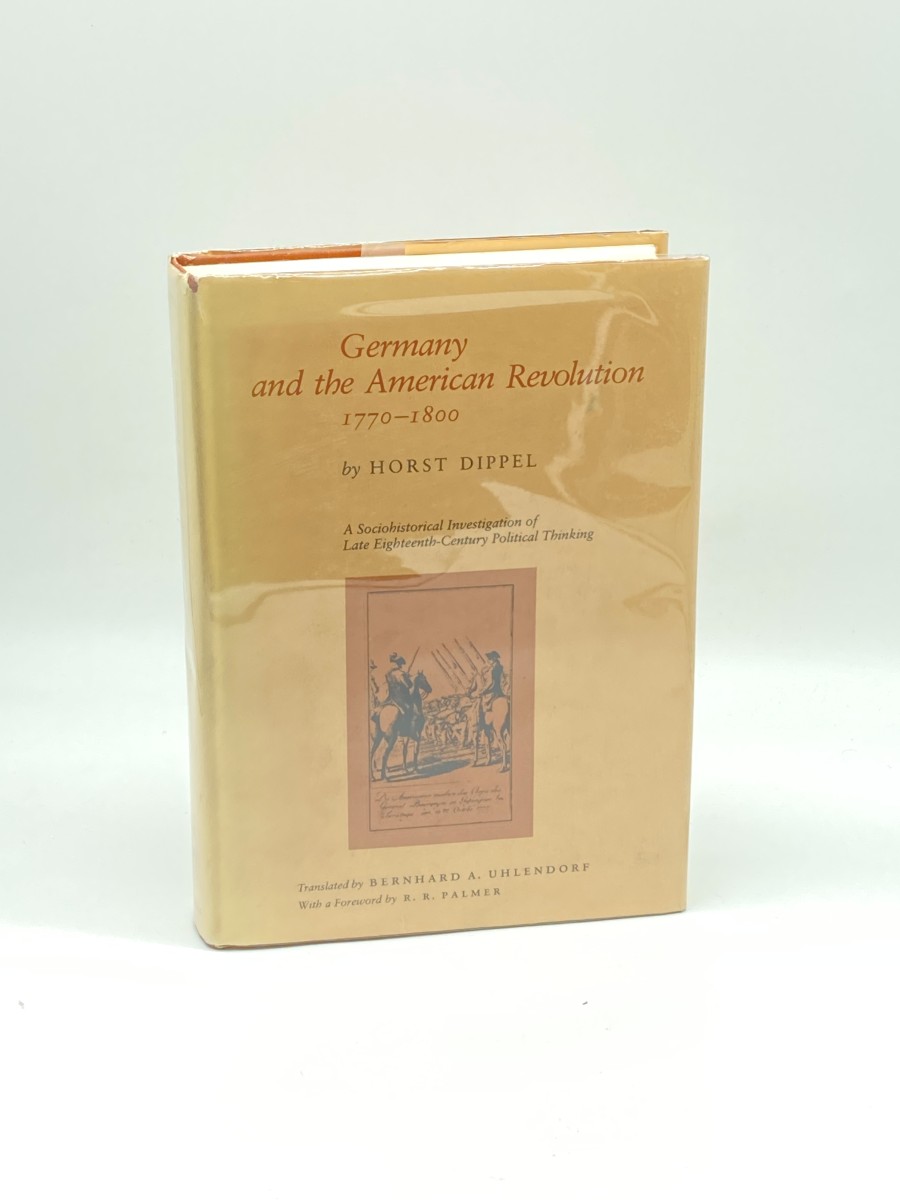 Germany
and the American Revolution
1770–1800
by HORST DIPPEL
A Sociohistorical Investigation of
Late Eighteenth-Century Political Thinking
Translated by BERNHARD A. UHLENDORF
With a Foreword by R. R. PALMER